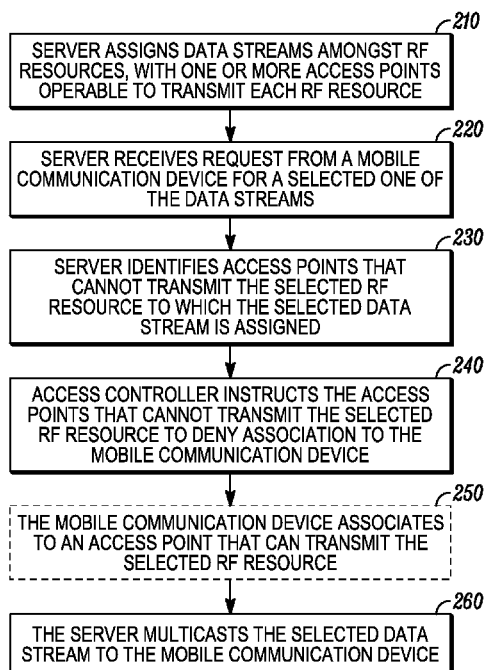 210
SERVER ASSIGNS DATA STREAMS AMONGST RF
RESOURCES, WITH ONE OR MORE ACCESS POINTS
OPERABLE TO TRANSMIT EACH RF RESOURCE
220
SERVER RECEIVES REQUEST FROM A MOBILE
COMMUNICATION DEVICE FOR A SELECTED ONE OF
THE DATA STREAMS
230
SERVER IDENTIFIES ACCESS POINTS THAT
CANNOT TRANSMIT THE SELECTED RF
RESOURCE TO WHICH THE SELECTED DATA
STREAM IS ASSIGNED
240
ACCESS CONTROLLER INSTRUCTS THE ACCESS
POINTS THAT CANNOT TRANSMIT THE SELECTED
RF RESOURCE TO DENY ASSOCIATION TO THE
MOBILE COMMUNICATION DEVICE
250
THE MOBILE COMMUNICATION DEVICE ASSOCIATES
TO AN ACCESS POINT THAT CAN TRANSMIT THE
SELECTED RF RESOURCE
260
THE SERVER MULTICASTS THE SELECTED DATA
STREAM TO THE MOBILE COMMUNICATION DEVICE